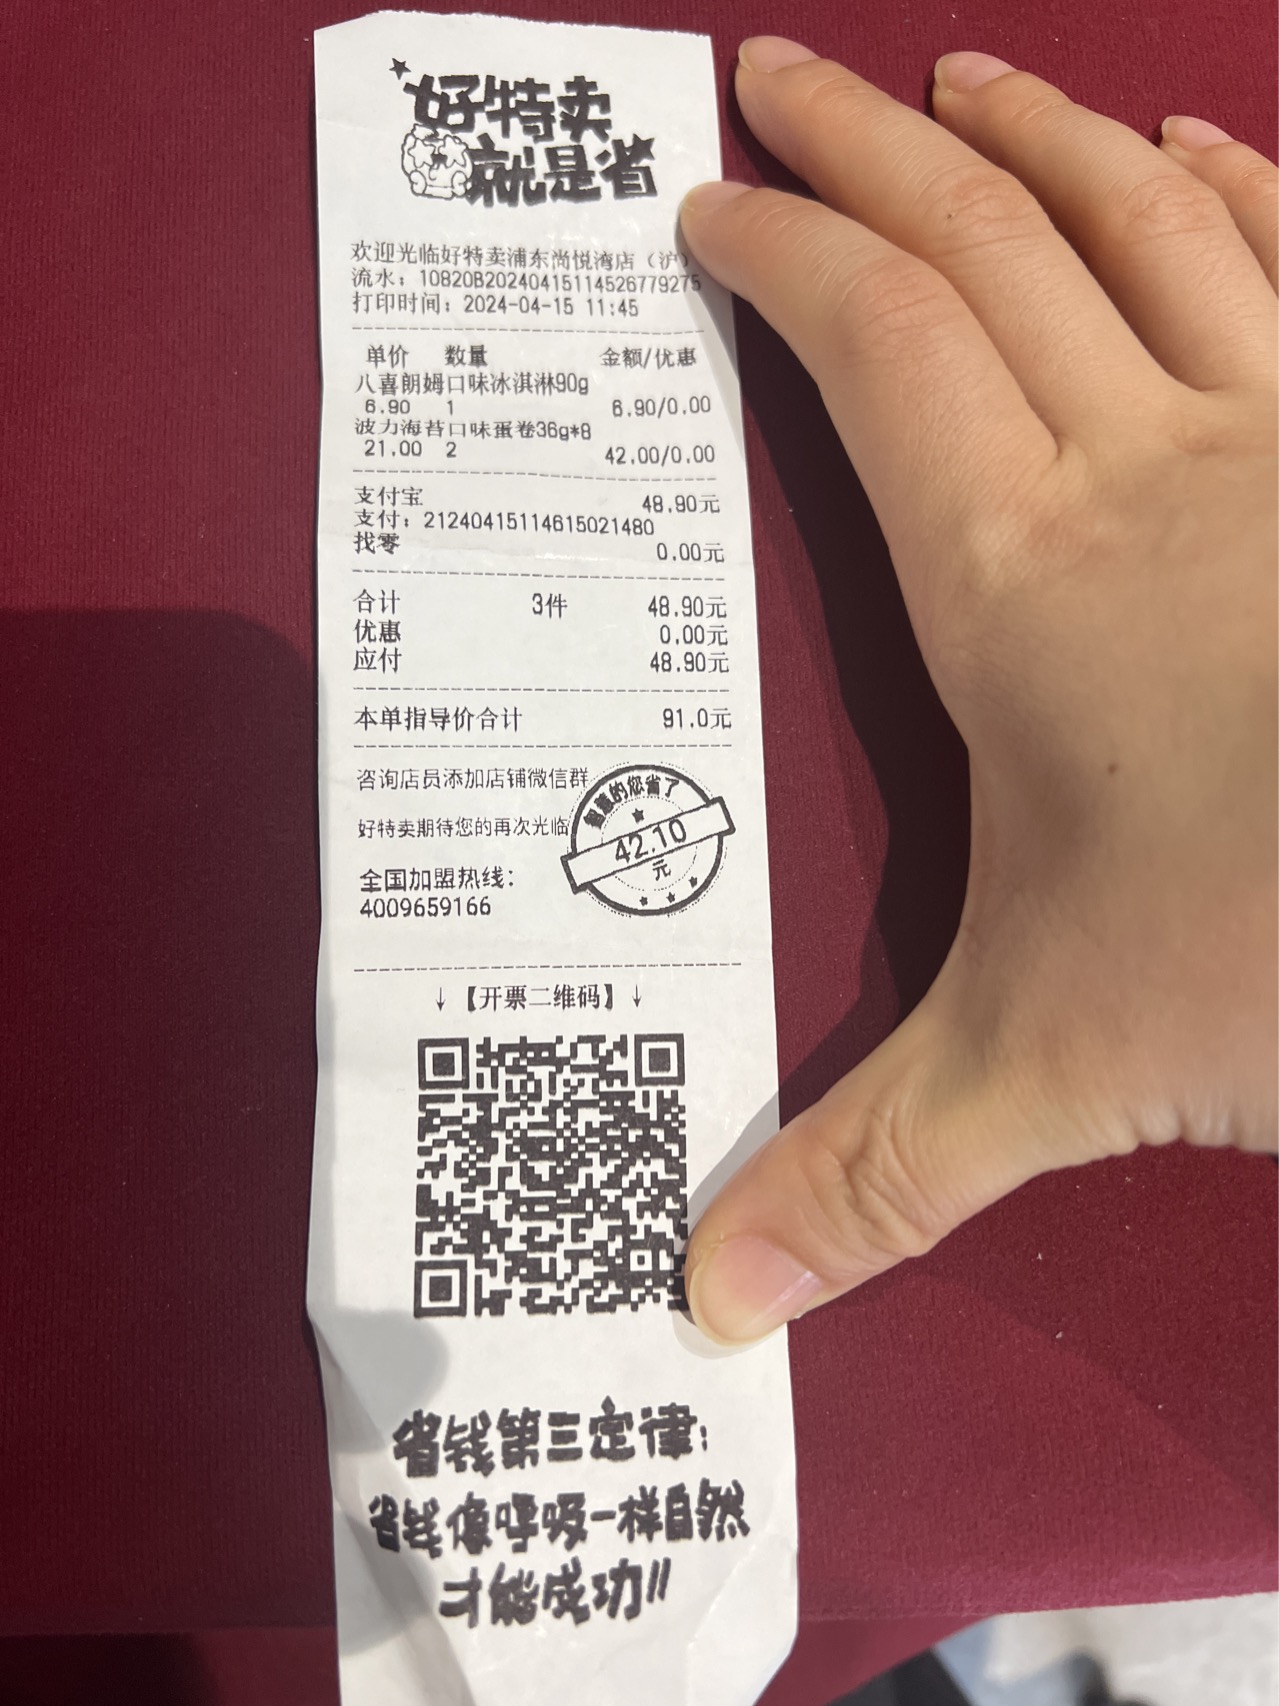 好特卖
就是省
欢迎光临好特卖浦东尚悦湾店（沪）
流水：10820B20240415114526779275
打印时间：2024-04-15 11:45
单价 数量 金额/优惠
八喜朗姆口味冰淇淋90g
6.90 1 6.90/0.00
波力海苔口味蛋卷36g*8
21.00 2 42.00/0.00
支付宝 48.90元
支付：21240415114615021480
找零 0.00元
合计 3件 48.90元
优惠 0.00元
应付 48.90元
本单指导价合计 91.0元
咨询店员添加店铺微信群
好特卖期待您的再次光临
的您省了
42.10
元
全国加盟热线：
4009659166
↓【开票二维码】↓
省钱第三定律：
省钱像呼吸一样自然
才能成功!!